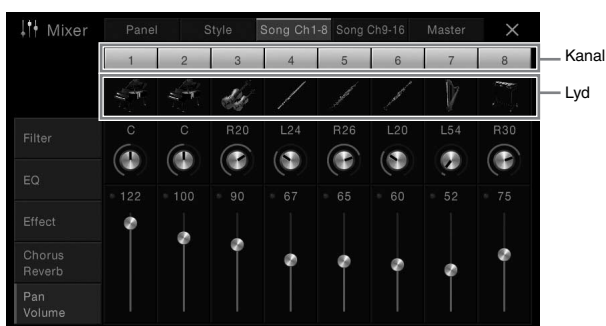 Mixer Panel Style Song Ch1-8 Song Ch9-16 Master ×
1 2 3 4 5 6 7 8 Kanal
Lyd
Filter C C R20 L24 R26 L20 L54 R30
EQ
122 100 90 67 65 60 52 75
Effect
Chorus
Reverb
Pan
Volume